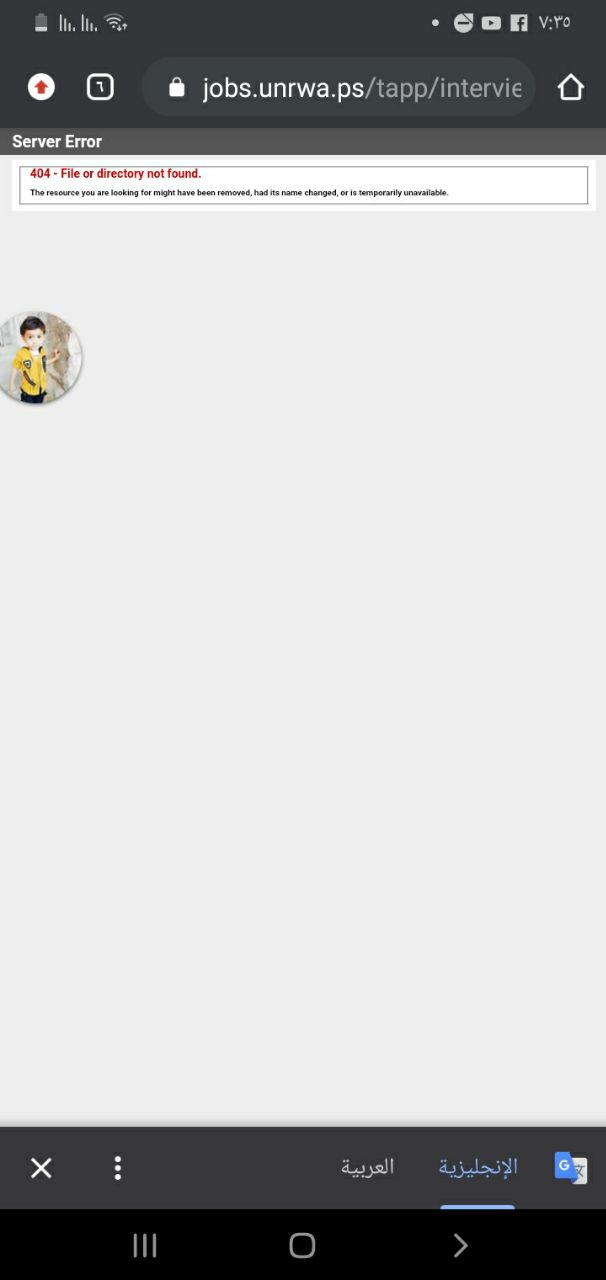 ٧:٣٥
٦
jobs.unrwa.ps/tapp/intervie
Server Error
404 - File or directory not found.
The resource you are looking for might have been removed, had its name changed, or is temporarily unavailable.
الإنجليزية
العربية